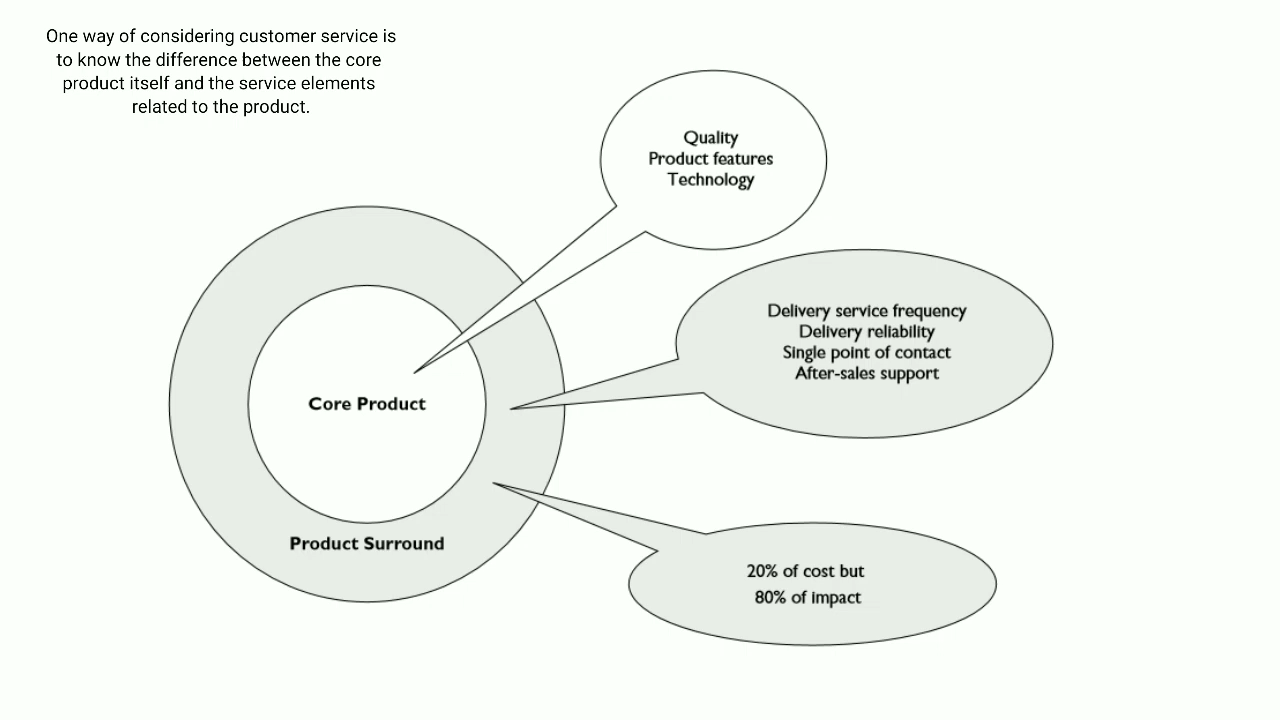 One way of considering customer service is
to know the difference between the core
product itself and the service elements
related to the product.
Quality
Product features
Technology
Delivery service frequency
Delivery reliability
Single point of contact
After-sales support
Core Product
Product Surround
20% of cost but
80% of impact